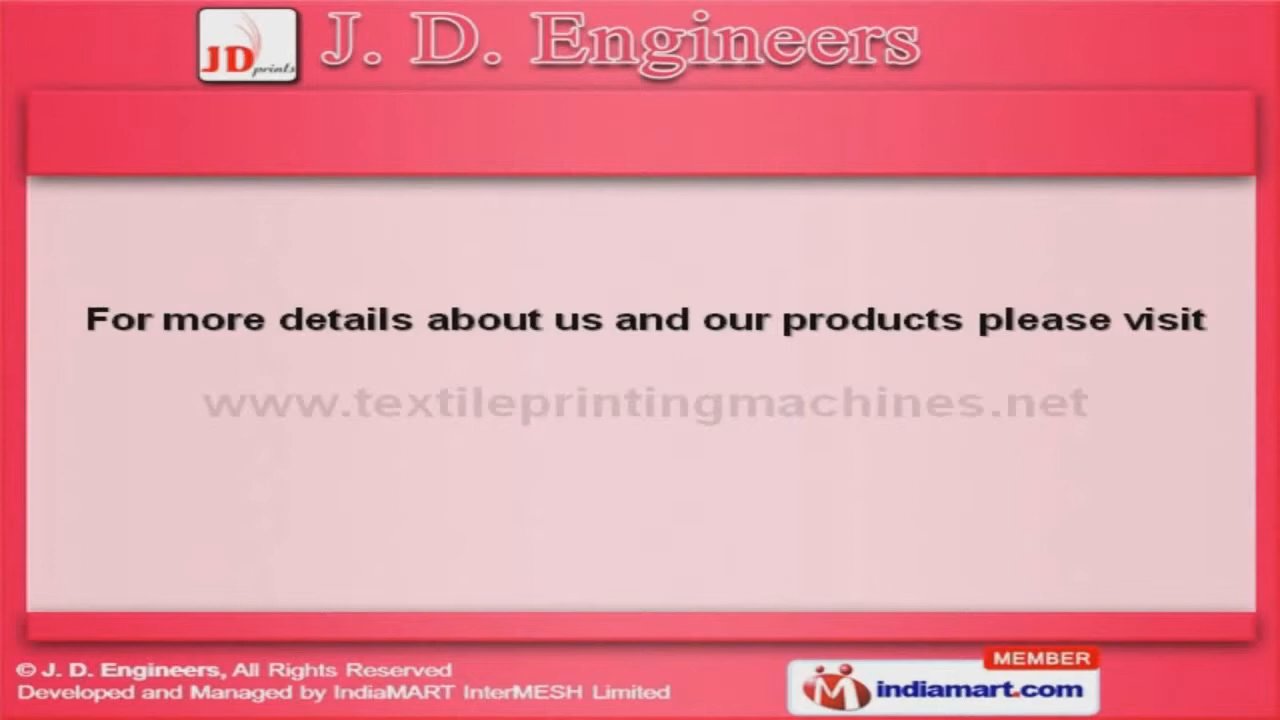 JD prints
J. D. Engineers
For more details about us and our products please visit
www.textileprintingmachines.net
© J. D. Engineers, All Rights Reserved
Developed and Managed by IndiaMART InterMESH Limited
MEMBER
indiamart.com